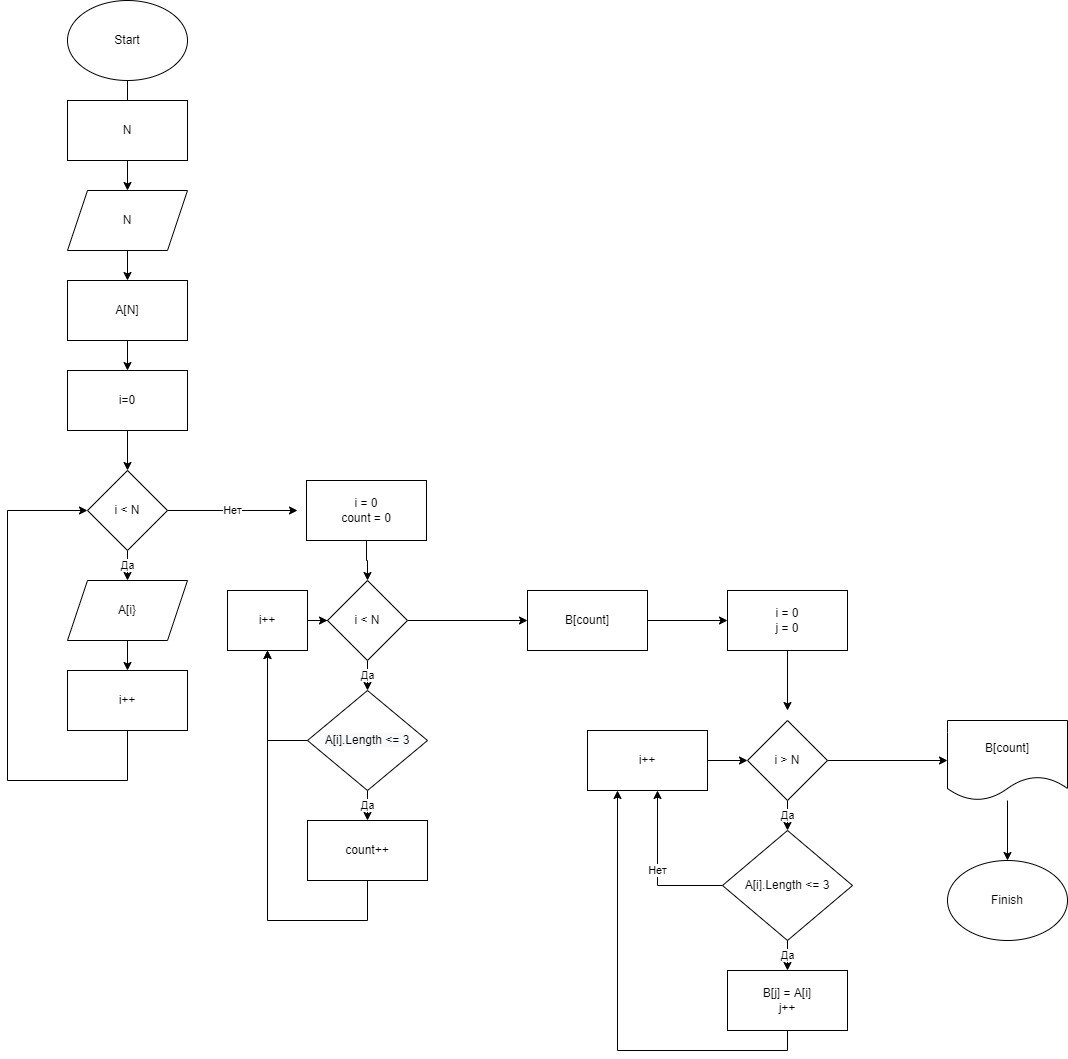 Start
N
N
A[N]
i=0
i < N
Нет
Да
A[i}
i++
i = 0
count = 0
i++
i < N
Да
A[i].Length <= 3
Да
count++
B[count]
i = 0
j = 0
i++
i > N
Да
Нет
A[i].Length <= 3
Да
B[j] = A[i]
j++
B[count]
Finish